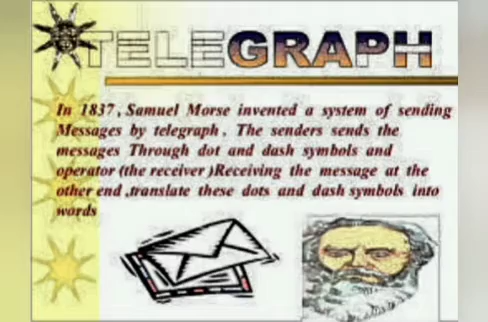 TELEGRAPH
In 1837, Samuel Morse invented a system of sending
Messages by telegraph. The senders sends the
messages Through dot and dash symbols and
operator (the receiver )Receiving the message at the
other end ,translate these dots and dash symbols into
words